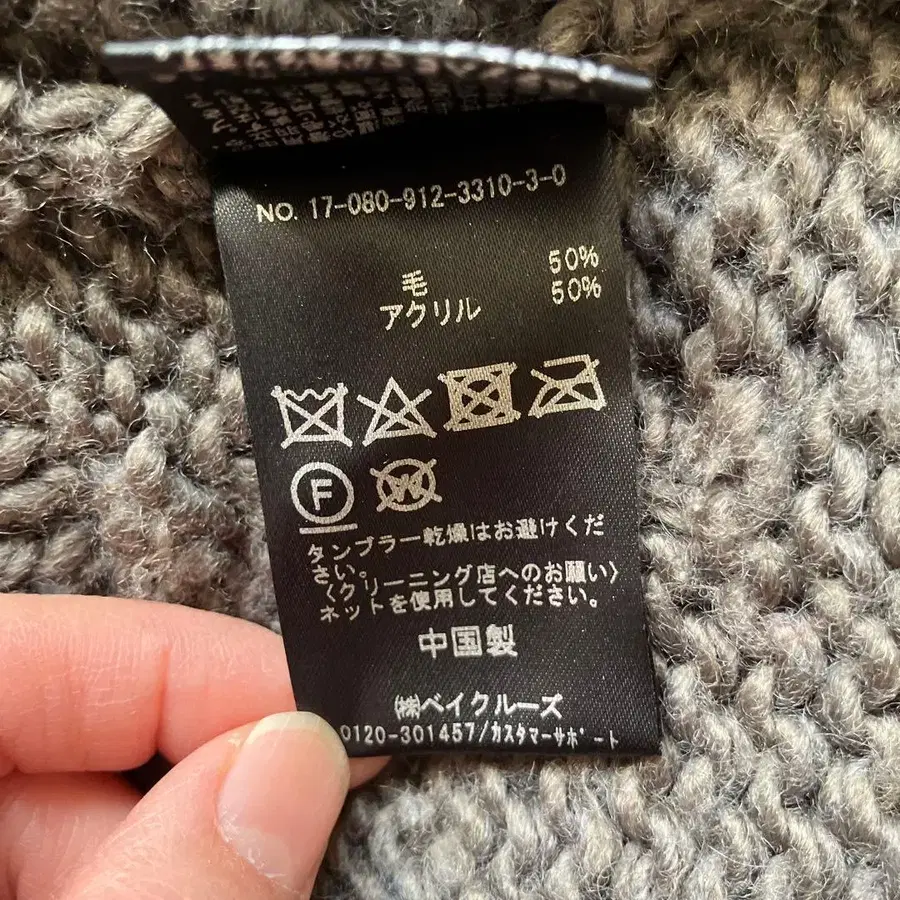 NO. 17-080-912-3310-3-0
毛 50%
アクリル 50%
F
W
タンブラー乾燥はお避けくだ
さい。
〈クリーニング店へのお願い〉
ネットを使用してください。
中国製
㈱ベイクルーズ
0120-301457/ｶｽﾀﾏｰｻﾎﾟｰﾄ